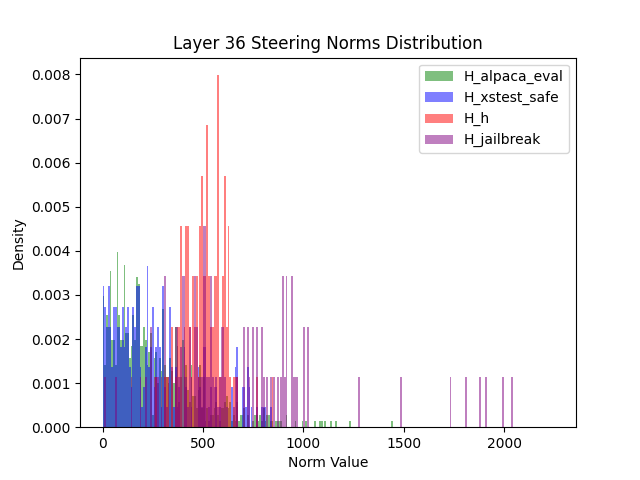 Layer 36 Steering Norms Distribution
H_alpaca_eval
H_xstest_safe
H_h
H_jailbreak
0.008
0.007
0.006
0.005
0.004
0.003
0.002
0.001
0.000
Density
0 500 1000 1500 2000
Norm Value